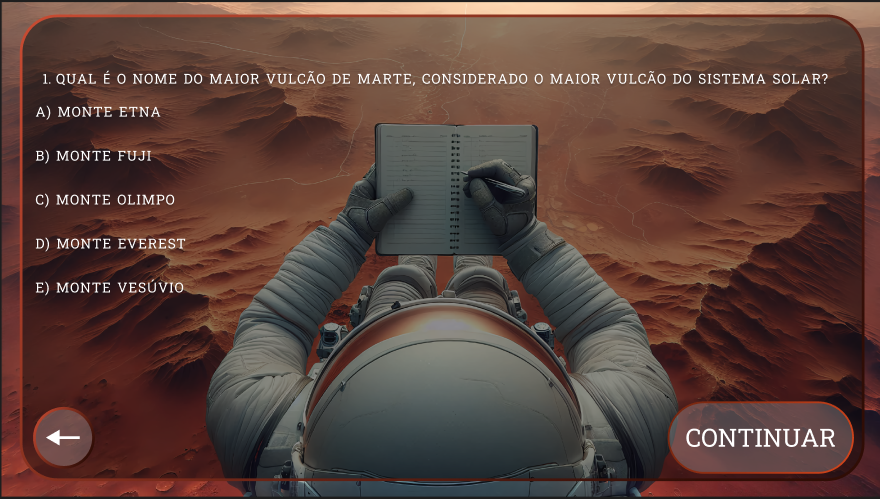 1. QUAL É O NOME DO MAIOR VULCÃO DE MARTE, CONSIDERADO O MAIOR VULCÃO DO SISTEMA SOLAR?
A) MONTE ETNA
B) MONTE FUJI
C) MONTE OLIMPO
D) MONTE EVEREST
E) MONTE VESÚVIO
CONTINUAR